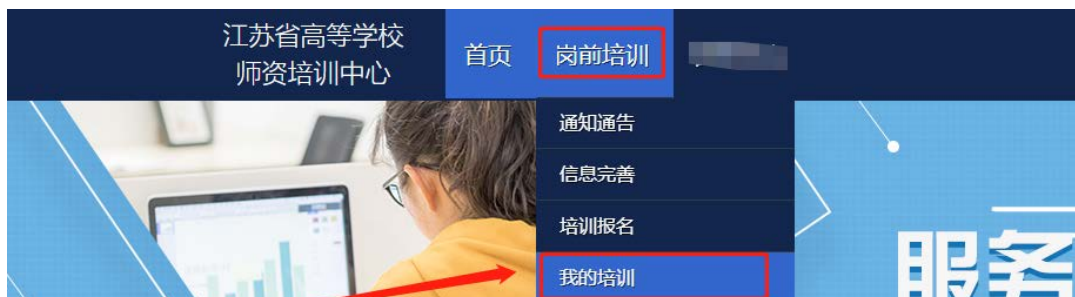 江苏省高等学校
师资培训中心
首页
岗前培训
通知通告
信息完善
培训报名
我的培训
服务